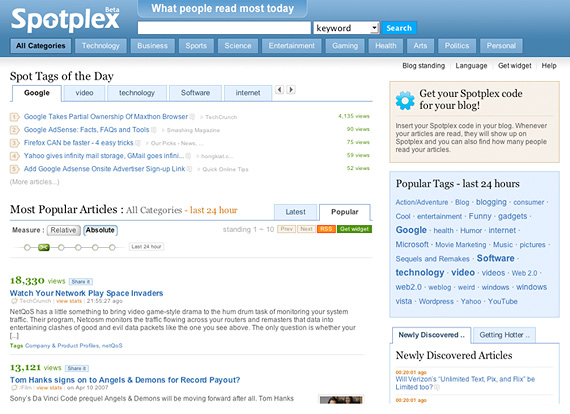 Spotplex Beta
What people read most today
keyword Search
All Categories Technology Business Sports Science Entertainment Gaming Health Arts Politics Personal
Blog standing | Language | Get widget | Help
Spot Tags of the Day
Google video technology Software internet
1 Google Takes Partial Ownership Of Maxthon Browser > TechCrunch 4,135 views
2 Google AdSense: Facts, FAQs and Tools > Smashing Magazine 90 views
3 Firefox CAN be faster - 4 easy tricks > Our Picks - News, ... 75 views
4 Yahoo gives infinity mail storage, GMail goes infini... > hongkiat.c... 59 views
5 Add Google Adsense Onsite Advertiser Sign-up Link > Quick Online Tips 52 views
(More articles...)
Most Popular Articles : All Categories - last 24 hour
Latest Popular
Measure : Relative Absolute
standing 1 ~ 10 Prev Next RSS Get widget
Last 24 hour
18,330 views Share it
Watch Your Network Play Space Invaders
TechCrunch | view stats | 21:55:27 ago
NetQoS has a little something to bring video game-style drama to the hum drum task of monitoring your system
traffic. Their program, Netcosm monitors the traffic flowing across your routers and remasters that data into
entertaining clashes of good and evil data packets like the one you see above. The only question is whether your
[...]
Tags Company & Product Profiles, netQoS
13,121 views Share it
Tom Hanks signs on to Angels & Demons for Record Payout?
/Film | view stats | on Apr 10 2007
Sony's Da Vinci Code prequel Angels & Demons will be moving forward after all. Tom Hanks
Get your Spotplex code
for your blog!
Insert your Spotplex code in your blog. Whenever
your articles are read, they will show up on
Spotplex and you can also find how many people
read your articles.
Popular Tags - last 24 hours
Action/Adventure · Blog · blogging · consumer ·
Cool · entertainment · Funny · gadgets ·
Google · health · Humor · internet ·
Microsoft · Movie Marketing · Music · pictures ·
Sequels and Remakes · Software ·
technology · video · videos · Web 2.0 ·
web2.0 · weblog · weird · windows · windows
vista · Wordpress · Yahoo · YouTube
Newly Discovered .. Getting Hotter ..
Newly Discovered Articles
00:20:01 ago
Will Verizon's "Unlimited Text, Pix, and Flix" be
Limited too?
00:20:01 ago